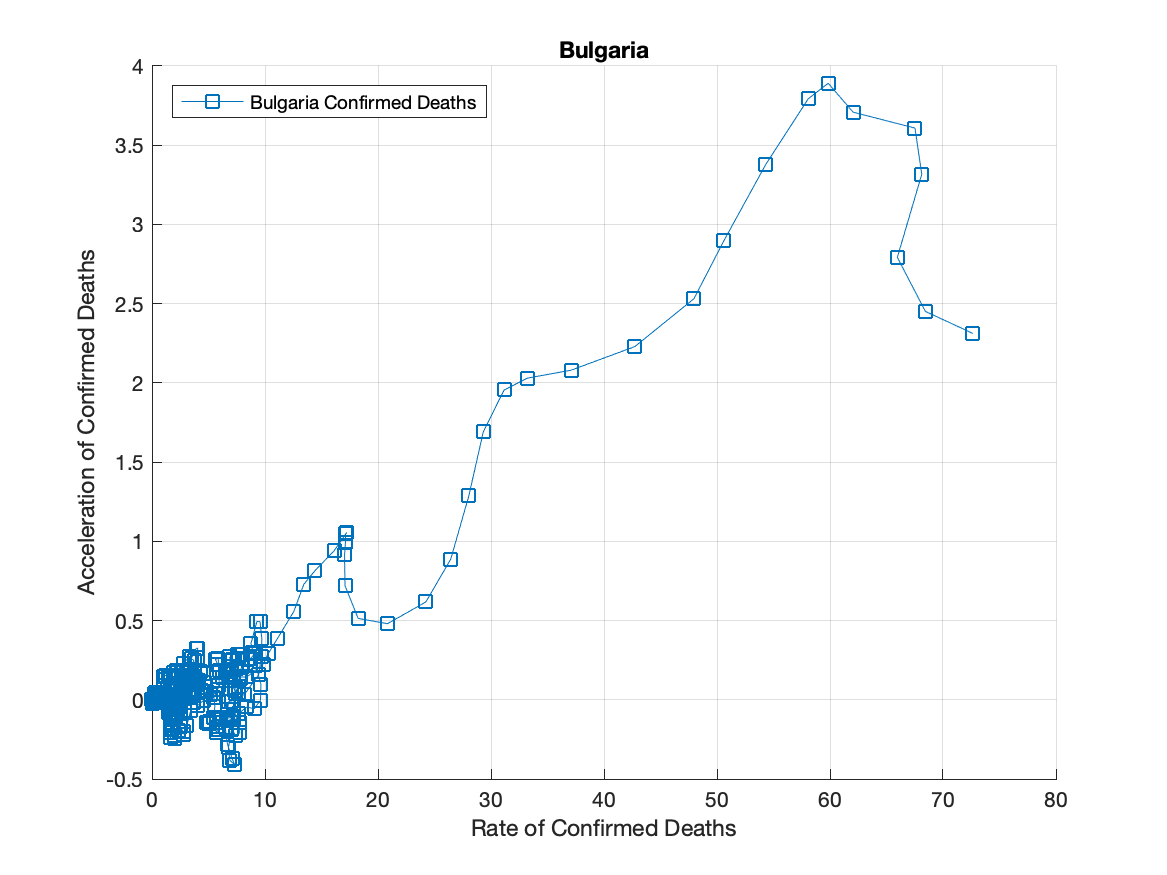 Bulgaria
Bulgaria Confirmed Deaths
Acceleration of Confirmed Deaths
4
3.5
3
2.5
2
1.5
1
0.5
0
-0.5
0 10 20 30 40 50 60 70 80
Rate of Confirmed Deaths